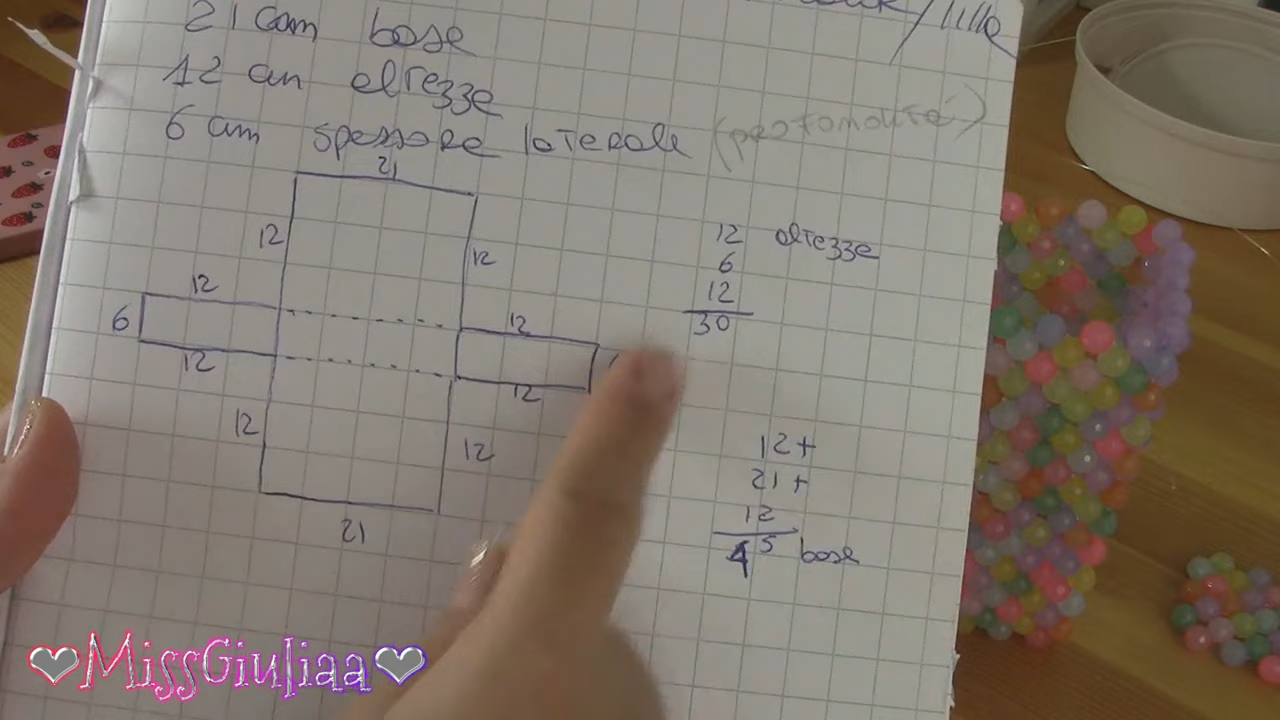 21 cm base
12 cm altezza
6 cm spessore laterale (profondità)
21
12
12
12
12
6
12
12
12
12
21
12 altezza
6
12
30
12+
21+
12
45 base
MissGiuliaa